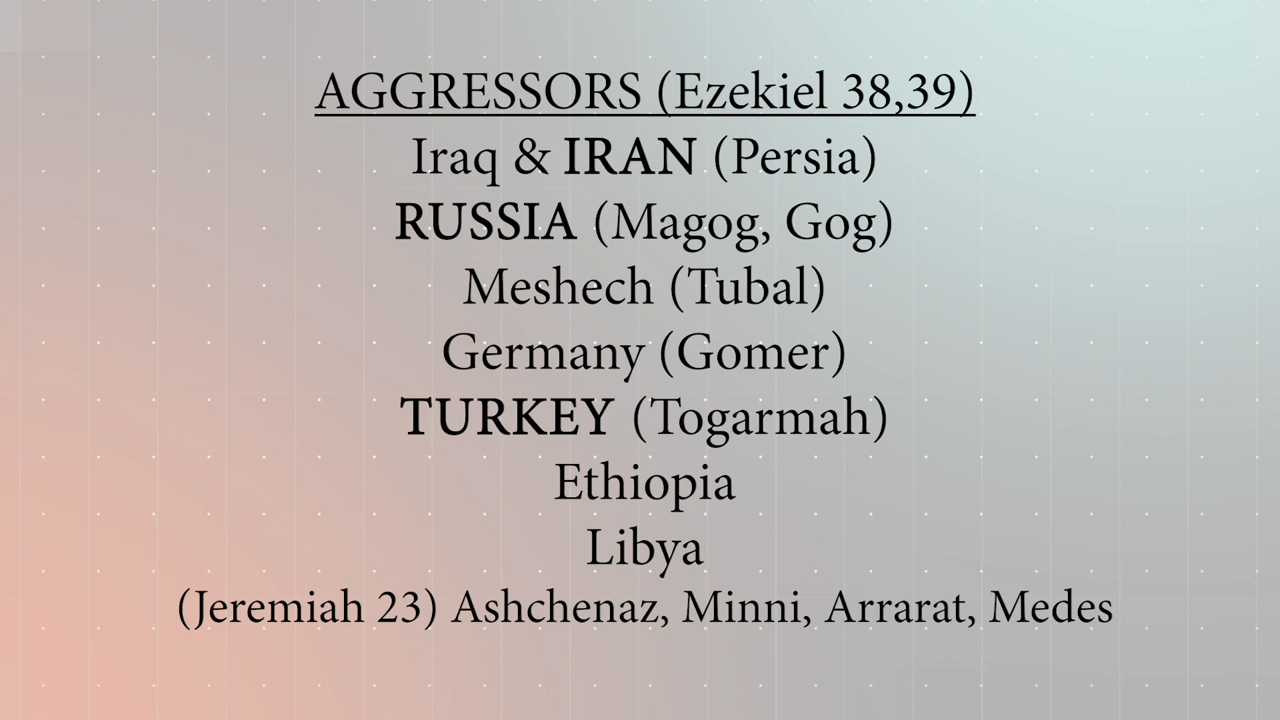 AGGRESSORS (Ezekiel 38,39)
Iraq & IRAN (Persia)
RUSSIA (Magog, Gog)
Meshech (Tubal)
Germany (Gomer)
TURKEY (Togarmah)
Ethiopia
Libya
(Jeremiah 23) Ashchenaz, Minni, Arrarat, Medes